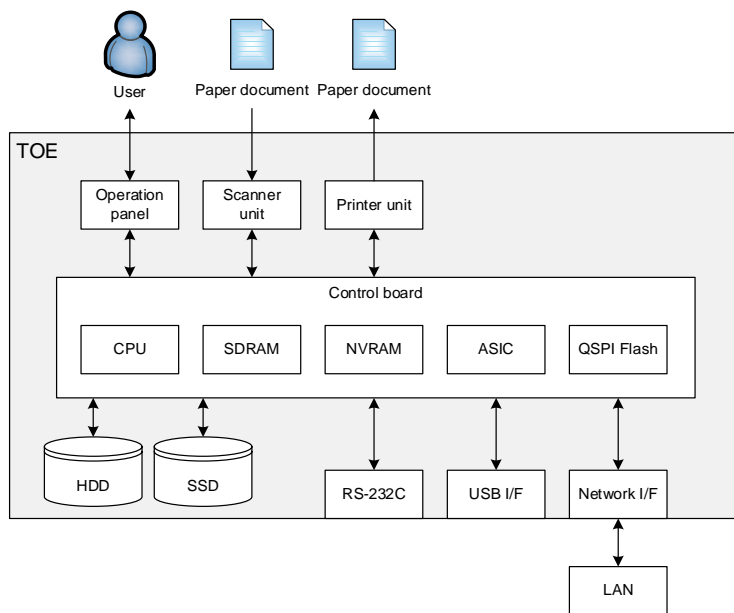 User
Paper document
Paper document
TOE
Operation
panel
Scanner
unit
Printer unit
Control board
CPU
SDRAM
NVRAM
ASIC
QSPI Flash
HDD
SSD
RS-232C
USB I/F
Network I/F
LAN